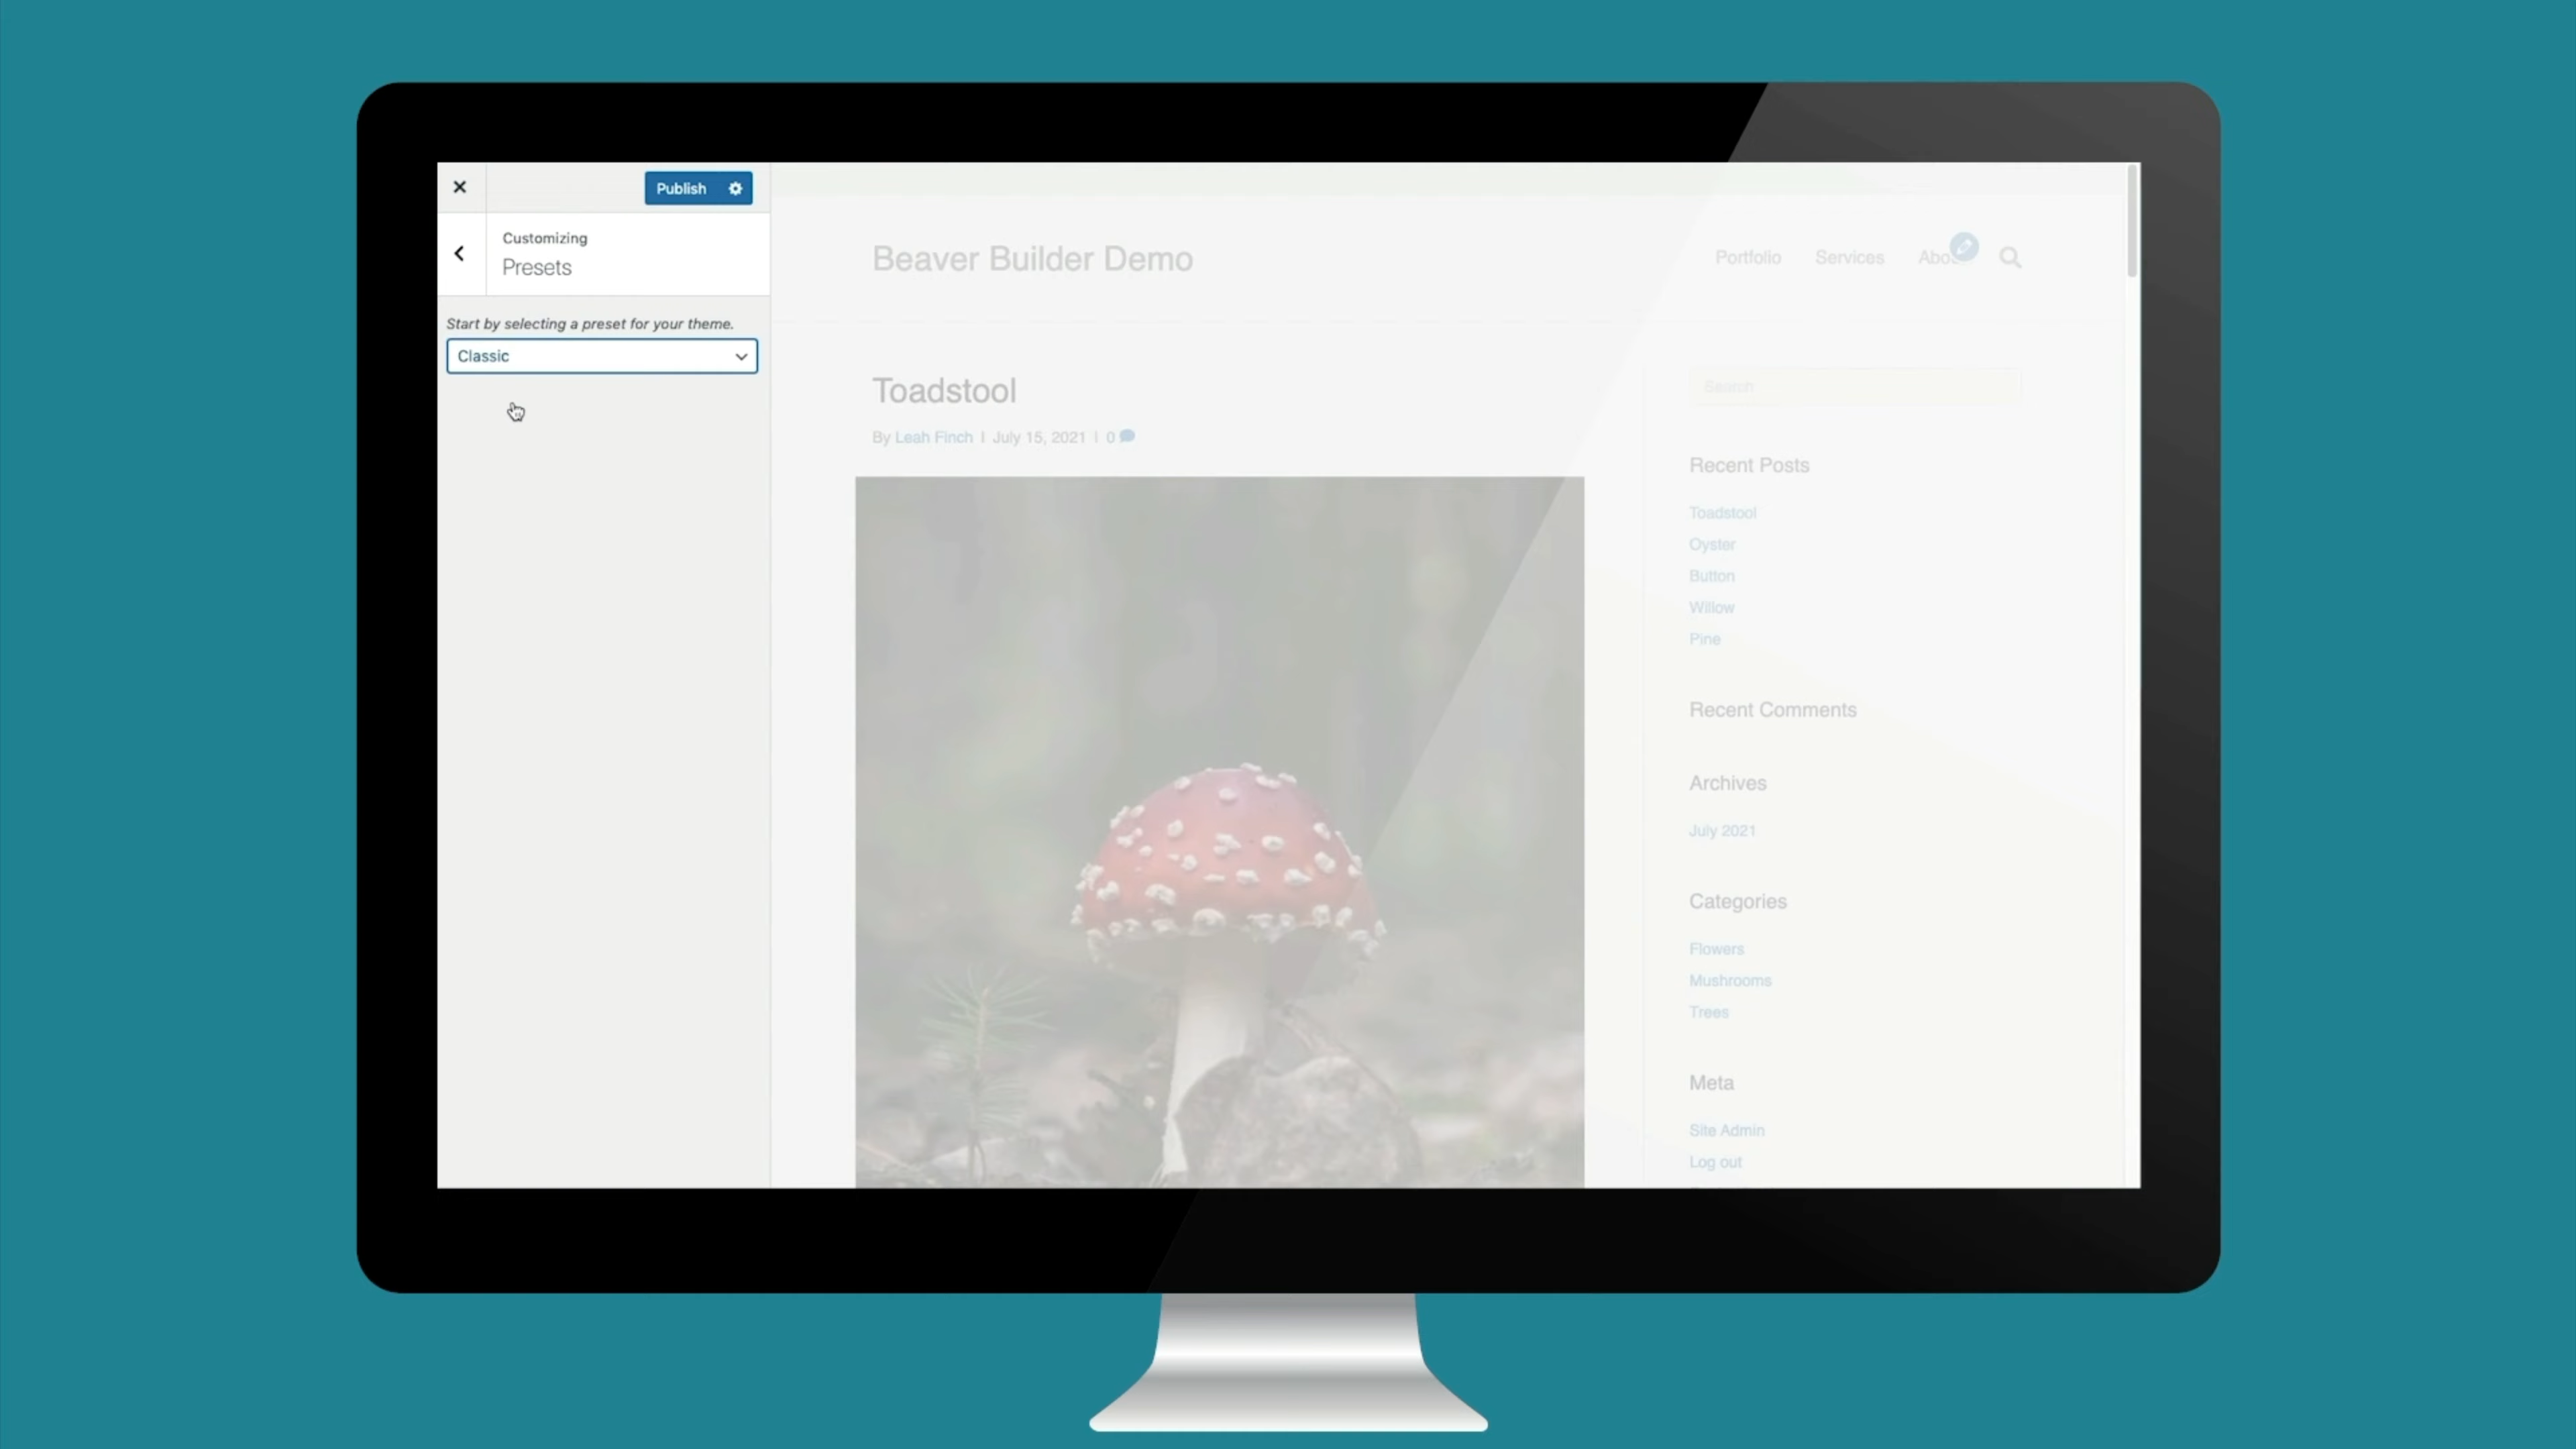 Publish
Customizing
Presets
Start by selecting a preset for your theme.
Classic
Beaver Builder Demo
Portfolio Services
Toadstool
By Leah Finch | July 15, 2021 | 0
Search
Recent Posts
Toadstool
Oyster
Button
Willow
Pine
Recent Comments
Archives
July 2021
Categories
Flowers
Mushrooms
Trees
Meta
Site Admin
Log out